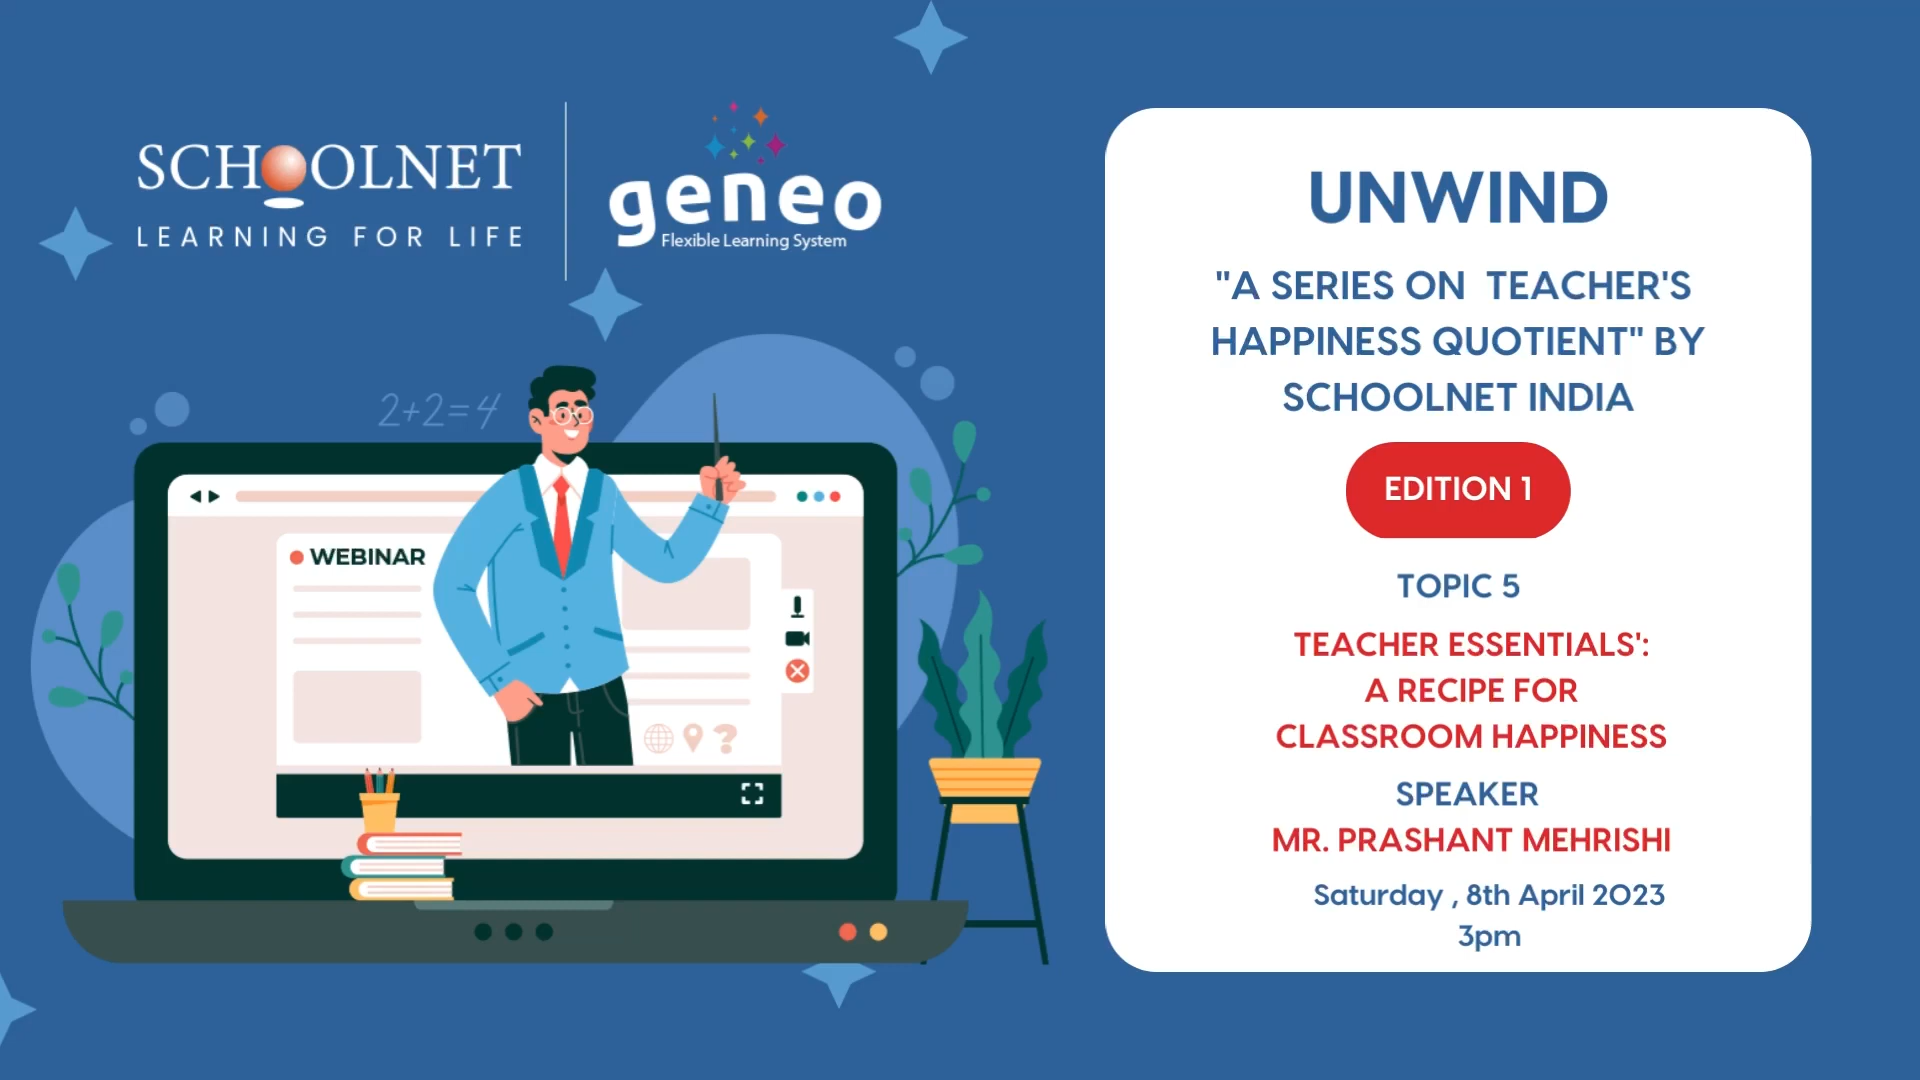 SCHOOLNET
LEARNING FOR LIFE
geneo
Flexible Learning System
2+2=4
WEBINAR
?
UNWIND
"A SERIES ON TEACHER'S
HAPPINESS QUOTIENT" BY
SCHOOLNET INDIA
EDITION 1
TOPIC 5
TEACHER ESSENTIALS':
A RECIPE FOR
CLASSROOM HAPPINESS
SPEAKER
MR. PRASHANT MEHRISHI
Saturday , 8th April 2023
3pm